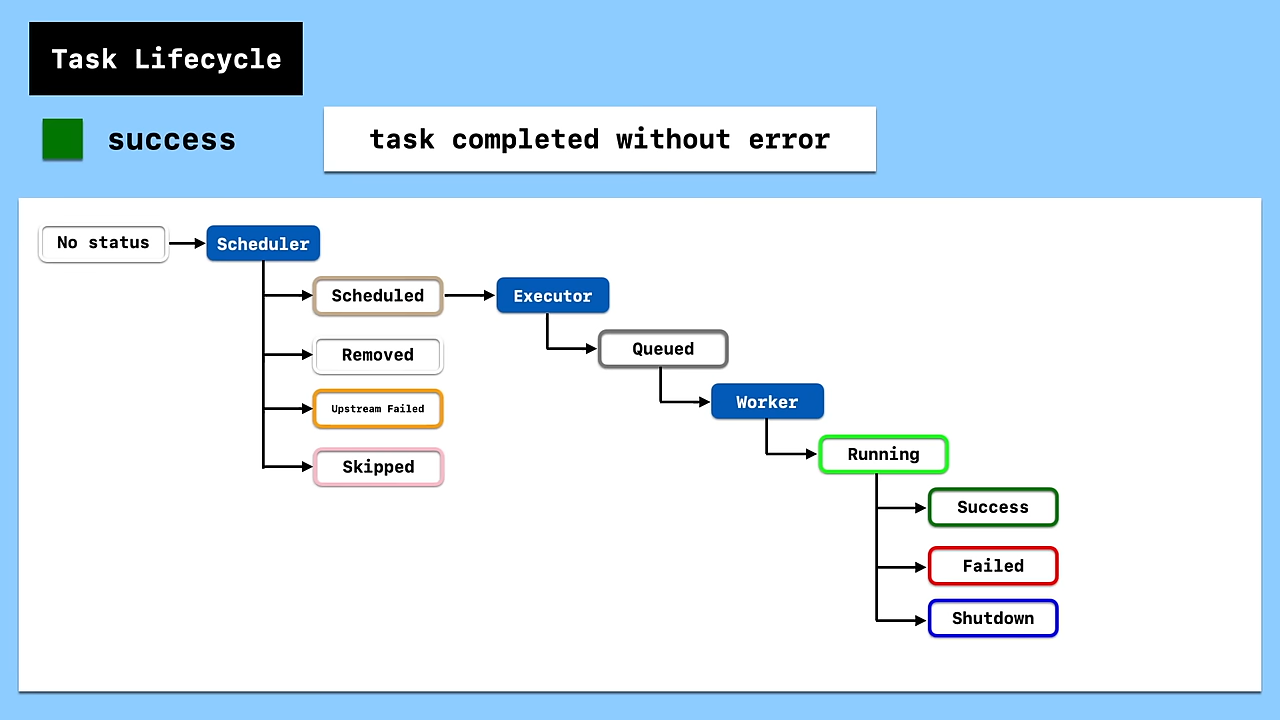 Task Lifecycle
success
task completed without error
No status
Scheduler
Scheduled
Executor
Removed
Queued
Upstream Failed
Worker
Skipped
Running
Success
Failed
Shutdown